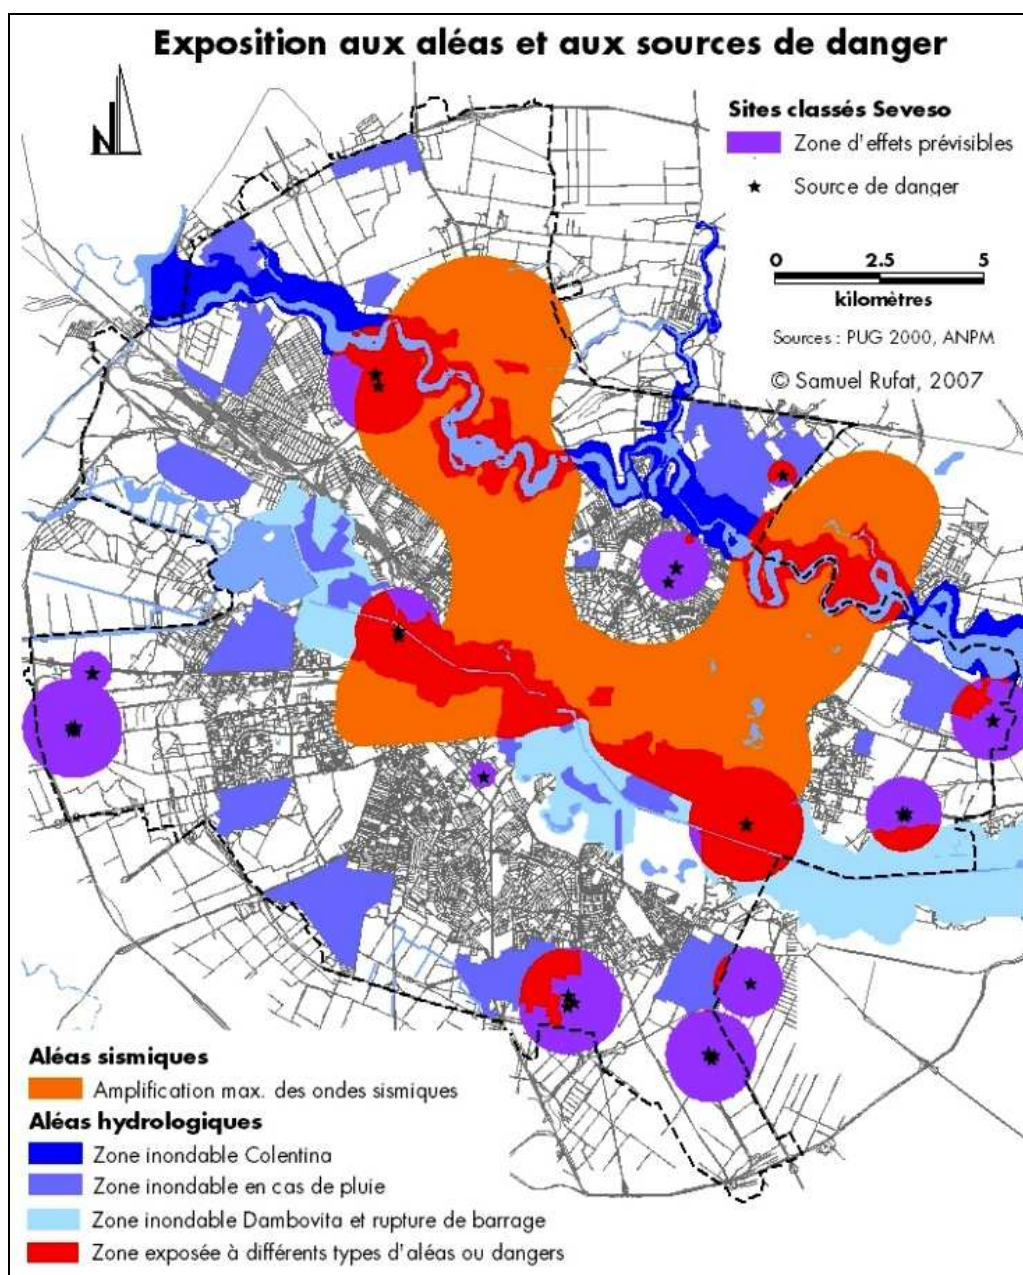 Exposition aux aléas et aux sources de danger
N
Sites classés Seveso
Zone d'effets prévisibles
Source de danger
0 2.5 5
kilomètres
Sources : PUG 2000, ANPM
© Samuel Rufat, 2007
Aléas sismiques
Amplification max. des ondes sismiques
Aléas hydrologiques
Zone inondable Colentina
Zone inondable en cas de pluie
Zone inondable Dambovita et rupture de barrage
Zone exposée à différents types d'aléas ou dangers